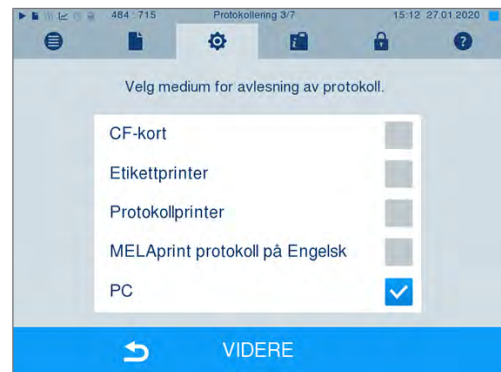 484 : 715 Protokollering 3/7 15:12 27.01.2020
Velg medium for avlesning av protokoll.
CF-kort
Etikettprinter
Protokollprinter
MELAprint protokoll på Engelsk
PC
VIDERE